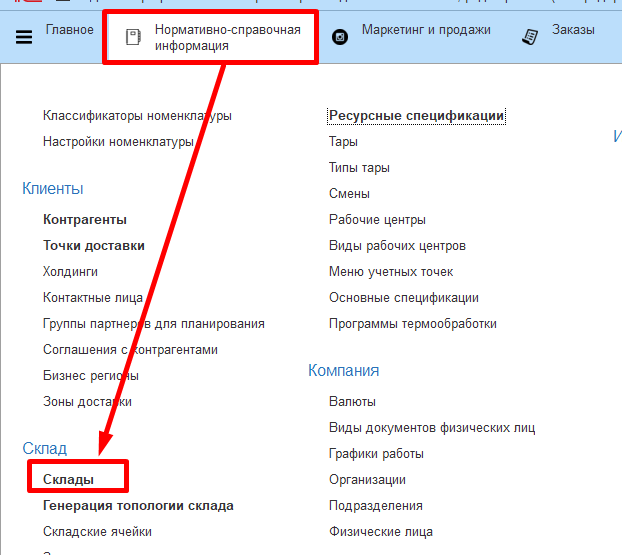 Главное
Нормативно-справочная
информация
Маркетинг и продажи
Заказы
Классификаторы номенклатуры
Настройки номенклатуры
Клиенты
Контрагенты
Точки доставки
Холдинги
Контактные лица
Группы партнеров для планирования
Соглашения с контрагентами
Бизнес регионы
Зоны доставки
Склад
Склады
Генерация топологии склада
Складские ячейки
Ресурсные спецификации
Тары
Типы тары
Смены
Рабочие центры
Виды рабочих центров
Меню учетных точек
Основные спецификации
Программы термообработки
Компания
Валюты
Виды документов физических лиц
Графики работы
Организации
Подразделения
Физические лица